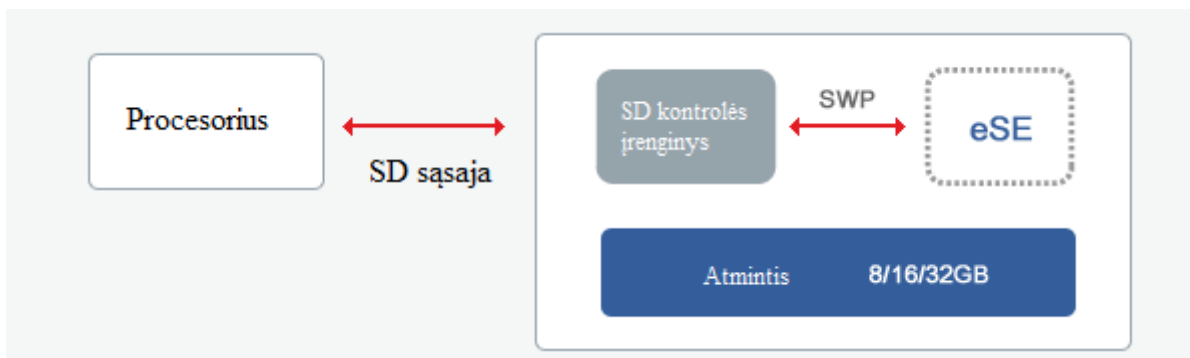 Procesorius
SD sąsaja
SD kontrolės
įrenginys
SWP
eSE
Atmintis 8/16/32GB